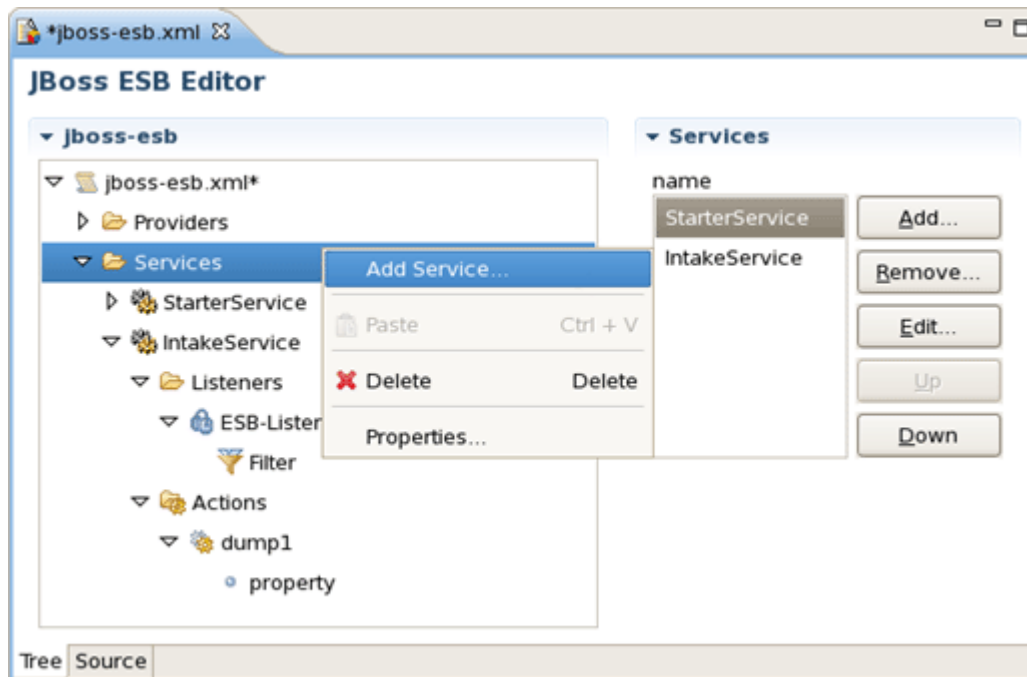 *jboss-esb.xml
JBoss ESB Editor
jboss-esb
jboss-esb.xml*
Providers
Services
StarterService
IntakeService
Listeners
ESB-Listen
Filter
Actions
dump1
property
Add Service...
Paste Ctrl + V
Delete Delete
Properties...
Services
name
StarterService
IntakeService
Add...
Remove...
Edit...
Up
Down
Tree Source